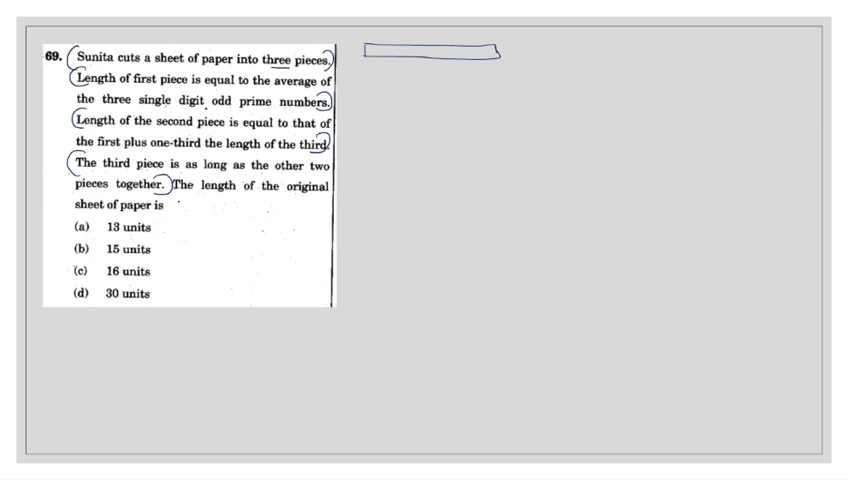 69. Sunita cuts a sheet of paper into three pieces.
Length of first piece is equal to the average of
the three single digit odd prime numbers.
Length of the second piece is equal to that of
the first plus one-third the length of the third.
The third piece is as long as the other two
pieces together. The length of the original
sheet of paper is
(a) 13 units
(b) 15 units
(c) 16 units
(d) 30 units